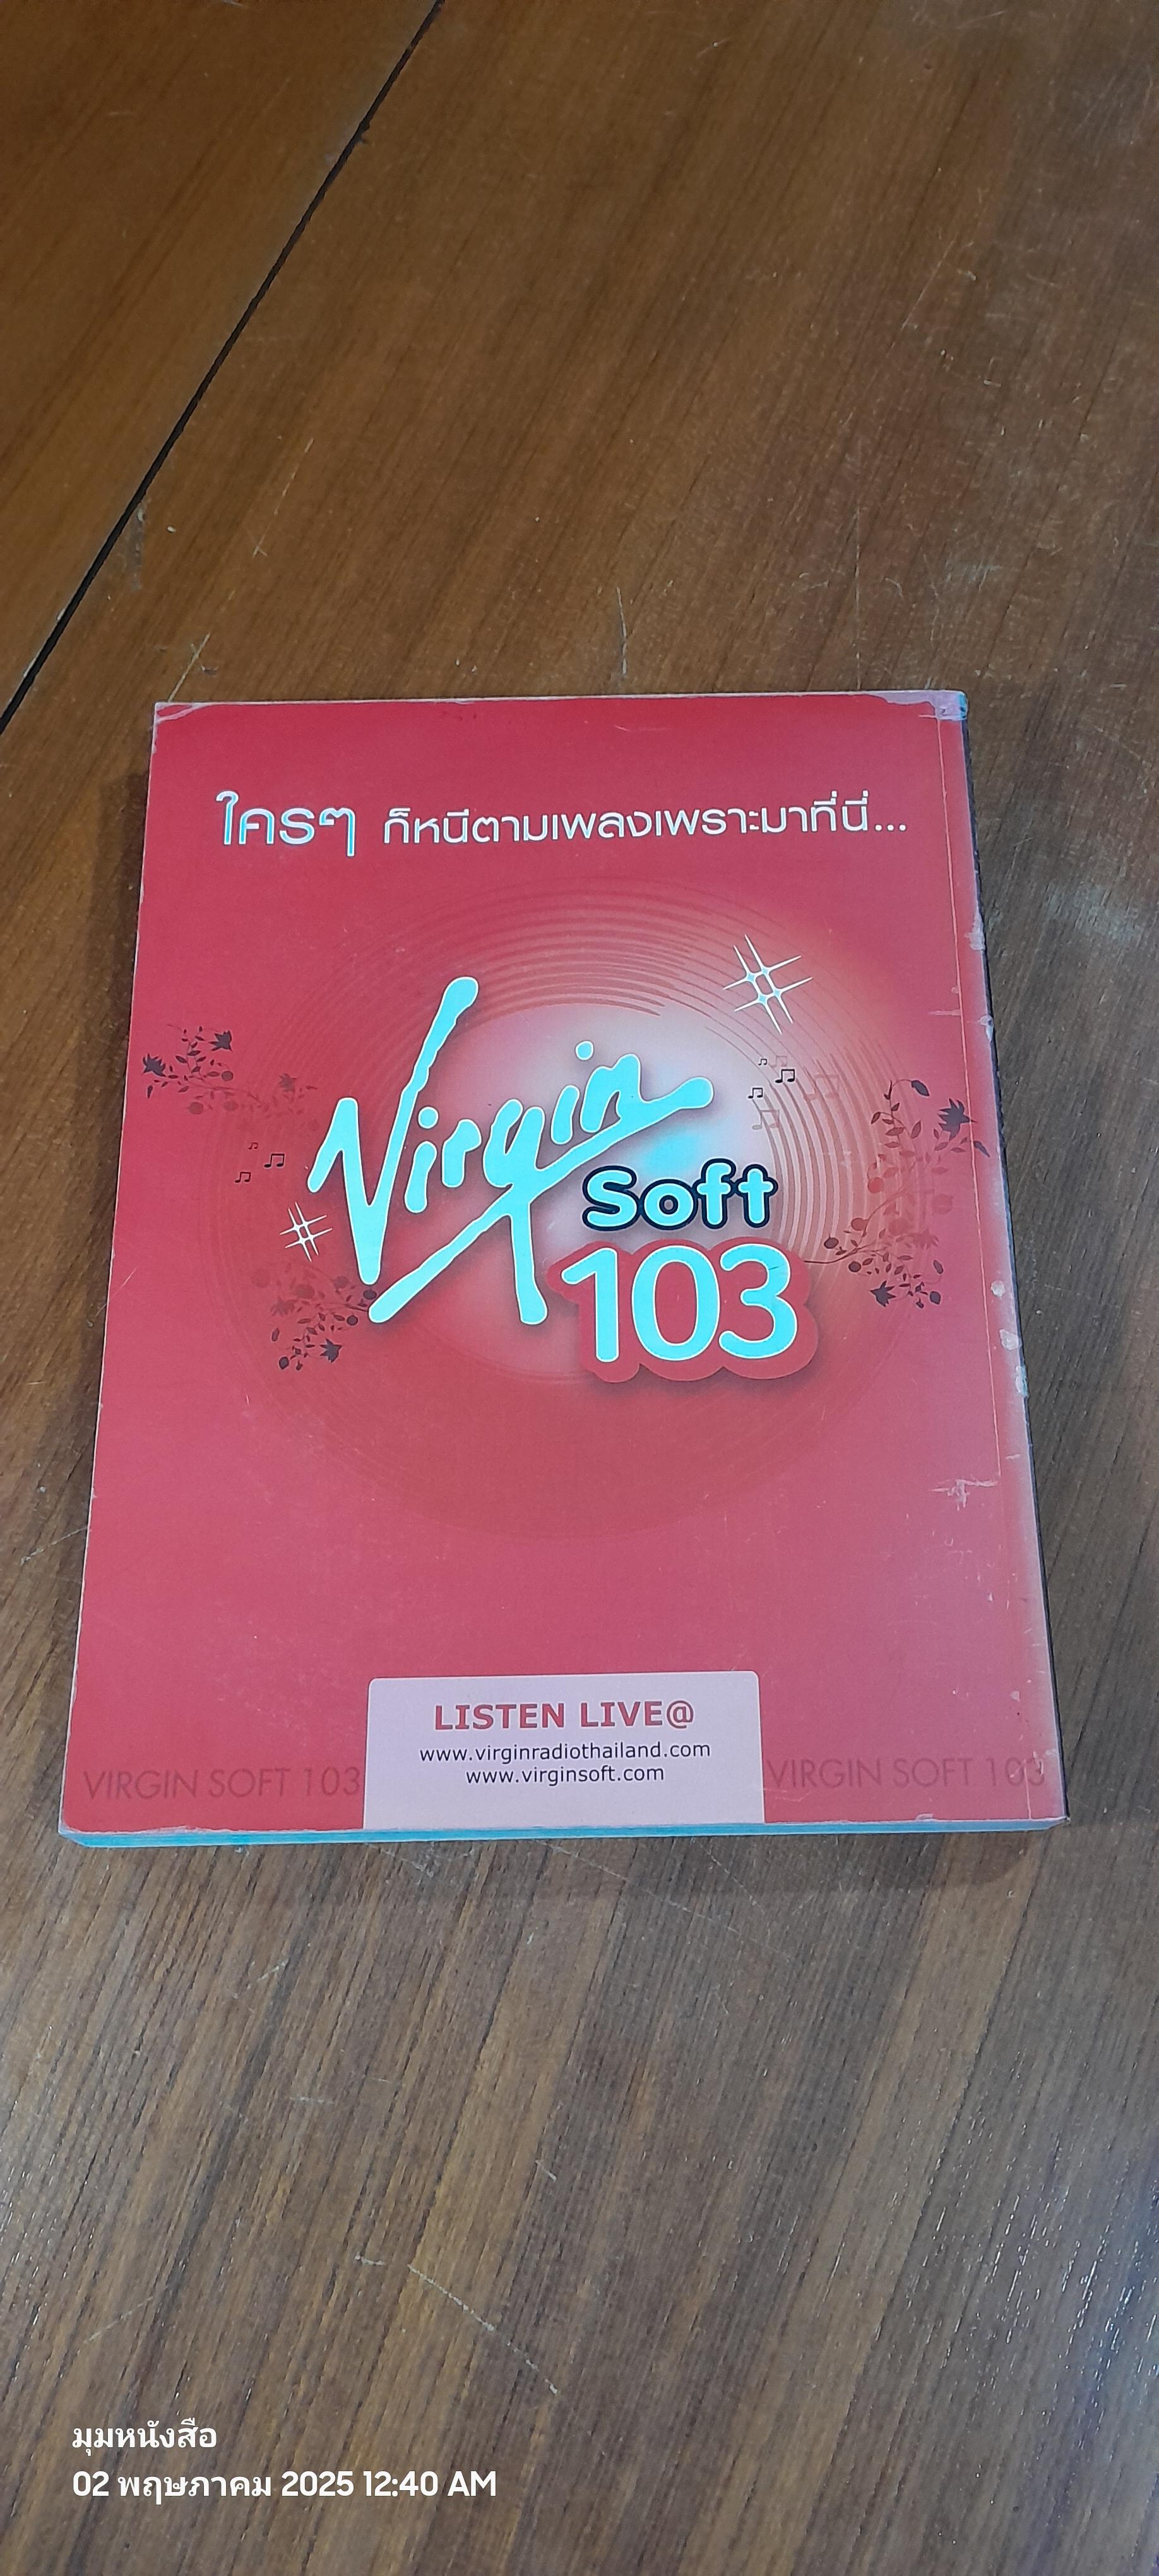 ใครๆ ก็หนีตามเพลงเพราะมาที่นี่...
Virgin
Soft
103
LISTEN LIVE@
www.virginradiothailand.com
www.virginsoft.com
VIRGIN SOFT 103
VIRGIN SOFT 103
มุมหนังสือ
02 พฤษภาคม 2025 12:40 AM